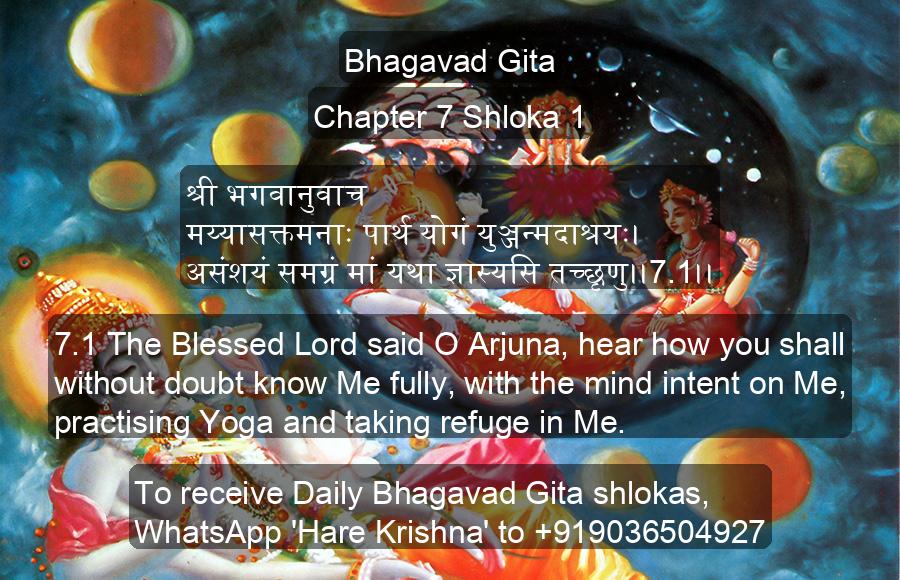 Bhagavad Gita
Chapter 7 Shloka 1
श्री भगवानुवाच
मय्यासक्तमनाः पार्थ योगं युञ्जन्मदाश्रयः।
असंशयं समग्रं मां यथा ज्ञास्यसि तच्छृणु।।7.1।।
7.1 The Blessed Lord said O Arjuna, hear how you shall
without doubt know Me fully, with the mind intent on Me,
practising Yoga and taking refuge in Me.
To receive Daily Bhagavad Gita shlokas,
WhatsApp 'Hare Krishna' to +919036504927